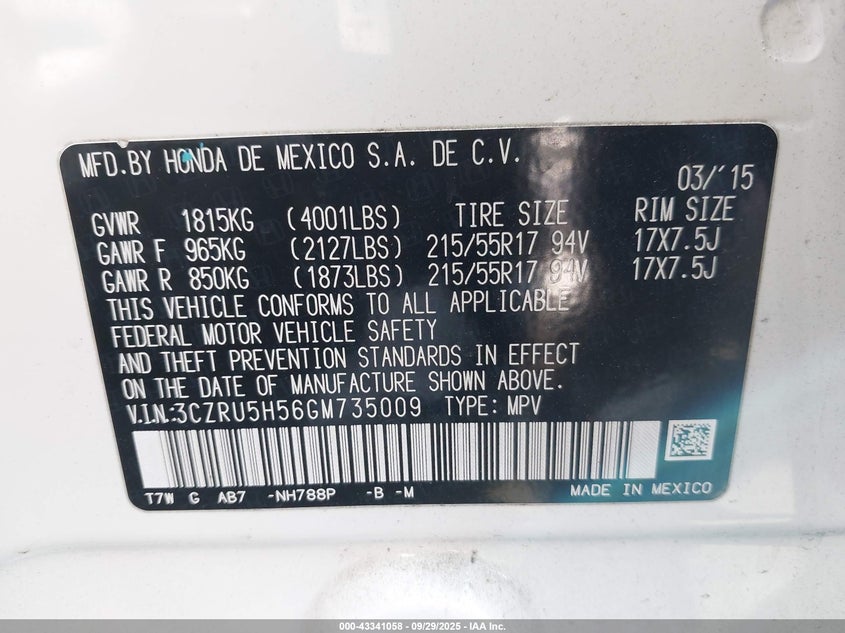 MFD.BY HONDA DE MEXICO S.A. DE C.V.
03/'15
GVWR 1815KG (4001LBS) TIRE SIZE RIM SIZE
GAWR F 965KG (2127LBS) 215/55R17 94V 17X7.5J
GAWR R 850KG (1873LBS) 215/55R17 94V 17X7.5J
THIS VEHICLE CONFORMS TO ALL APPLICABLE
FEDERAL MOTOR VEHICLE SAFETY
AND THEFT PREVENTION STANDARDS IN EFFECT
ON THE DATE OF MANUFACTURE SHOWN ABOVE.
V.I.N.:3CZRU5H56GM735009 TYPE: MPV
T7W G AB7 -NH788P -B -M MADE IN MEXICO
000-43341058 - 09/29/2025 - IAA Inc.